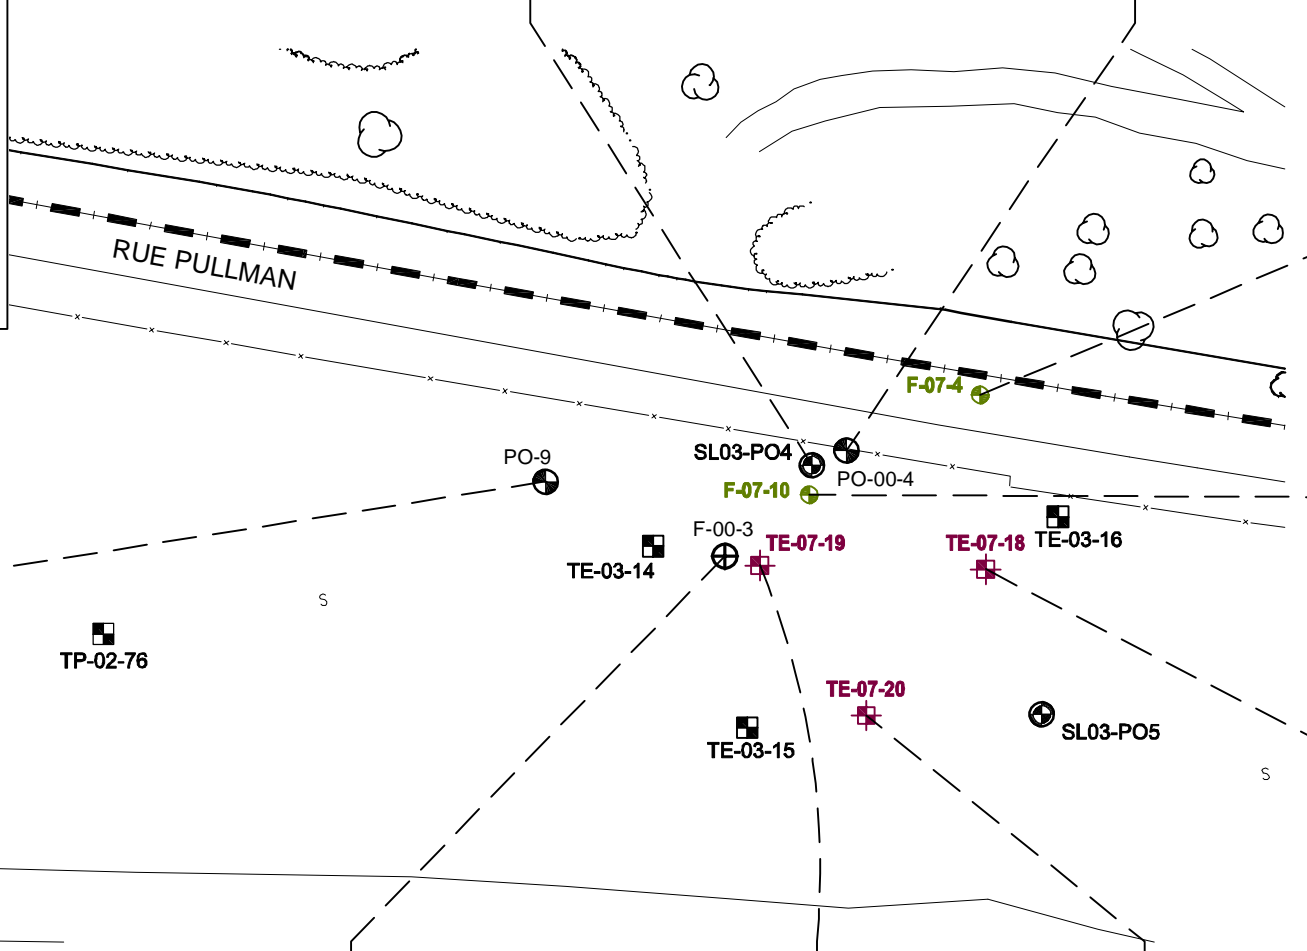 RUE PULLMAN
F-07-4
SL03-PO4
PO-9
PO-00-4
F-07-10
F-00-3
TE-07-19
TE-07-18
TE-03-16
TE-03-14
S
TP-02-76
TE-07-20
SL03-PO5
TE-03-15
S